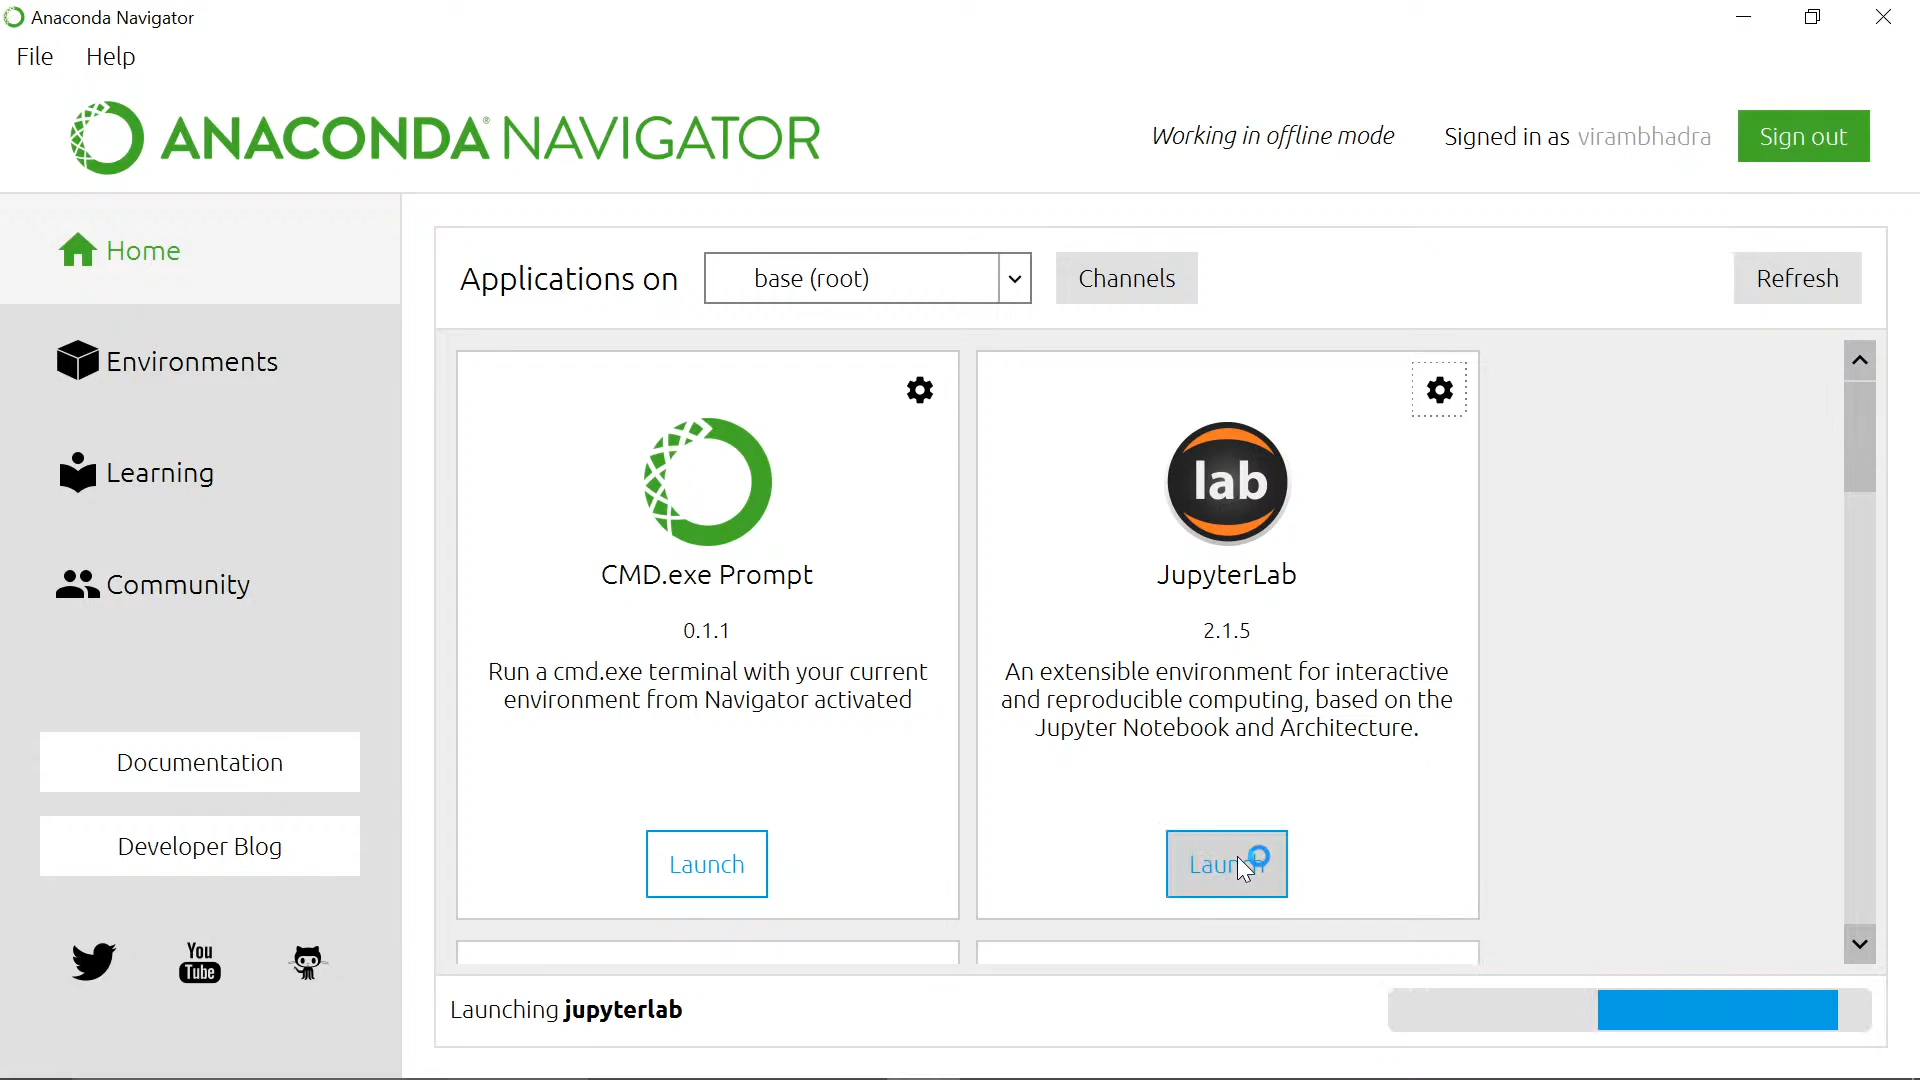 Anaconda Navigator
File Help
ANACONDA® NAVIGATOR
Working in offline mode Signed in as virambhadra Sign out
Home
Environments
Learning
Community
Documentation
Developer Blog
You
Tube
Applications on base (root) Channels Refresh
CMD.exe Prompt
0.1.1
Run a cmd.exe terminal with your current
environment from Navigator activated
Launch
lab
JupyterLab
2.1.5
An extensible environment for interactive
and reproducible computing, based on the
Jupyter Notebook and Architecture.
Launch
Launching jupyterlab